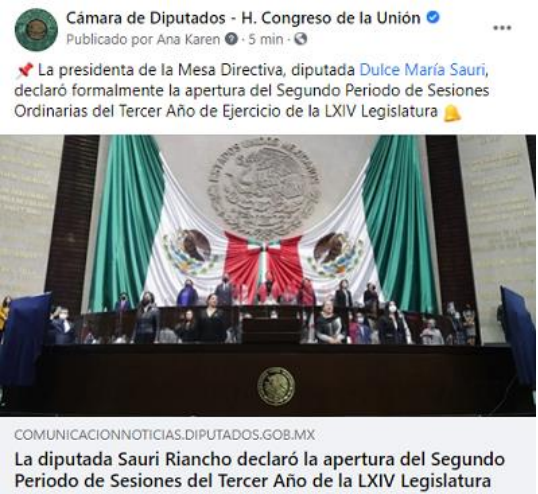 Cámara de Diputados - H. Congreso de la Unión
Publicado por Ana Karen · 5 min ·
📌 La presidenta de la Mesa Directiva, diputada Dulce María Sauri,
declaró formalmente la apertura del Segundo Periodo de Sesiones
Ordinarias del Tercer Año de Ejercicio de la LXIV Legislatura 🔔
ESTADOS UNIDOS MEXICANOS
COMUNICACIONNOTICIAS.DIPUTADOS.GOB.MX
La diputada Sauri Riancho declaró la apertura del Segundo
Periodo de Sesiones del Tercer Año de la LXIV Legislatura